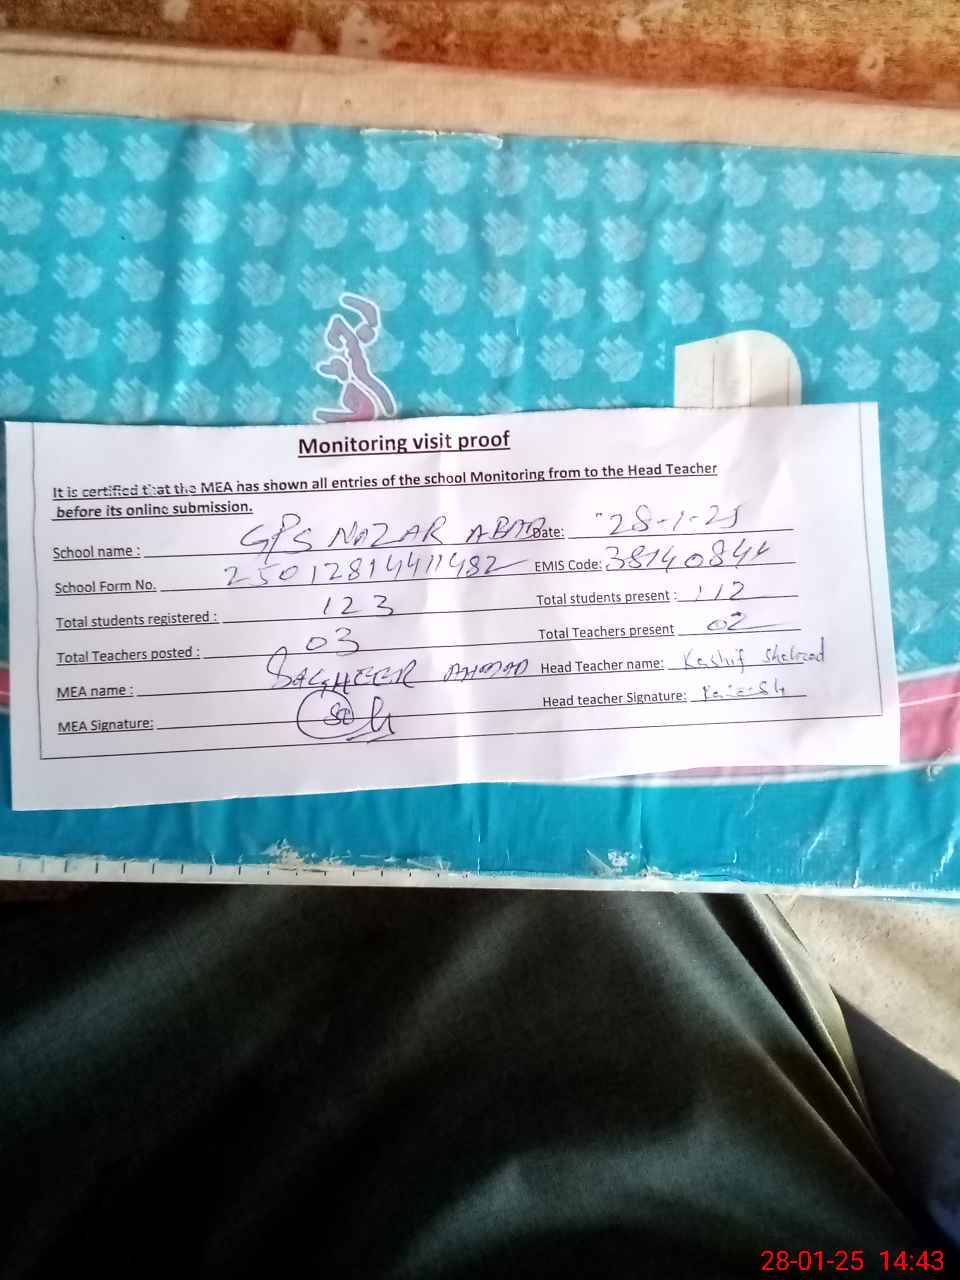 Monitoring visit proof
It is certified that the MEA has shown all entries of the school Monitoring from to the Head Teacher
before its online submission.
School name : GPS NAZAR ABAD Date: 28-1-25
School Form No. 25012814411482 EMIS Code: 38140844
Total students registered : 123 Total students present : 112
Total Teachers posted : 03 Total Teachers present 02
MEA name : SAGHEER AHMAD Head Teacher name: Kashif Shehzad
MEA Signature: Head teacher Signature:
28-01-25 14:43